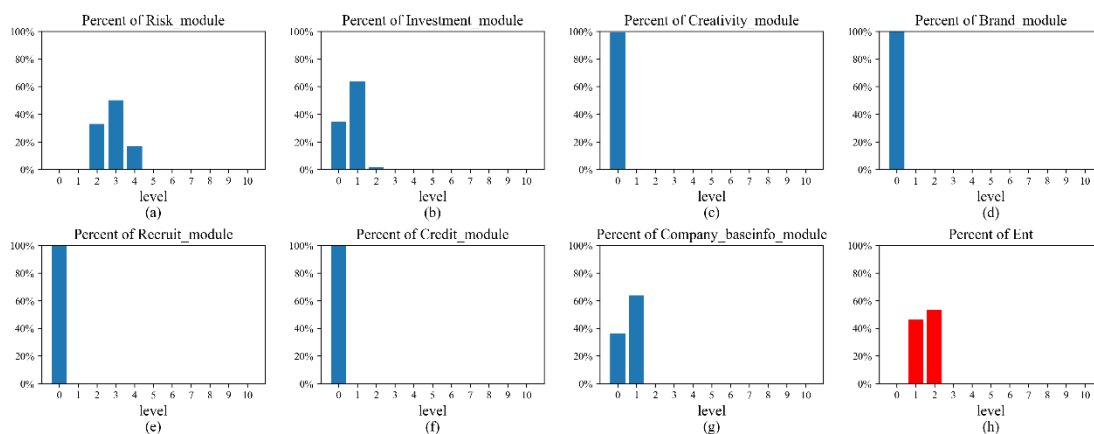 Percent of Risk_module
100%
80%
60%
40%
20%
0%
0 1 2 3 4 5 6 7 8 9 10
level
(a)
Percent of Investment_module
100%
80%
60%
40%
20%
0%
0 1 2 3 4 5 6 7 8 9 10
level
(b)
Percent of Creativity_module
100%
80%
60%
40%
20%
0%
0 1 2 3 4 5 6 7 8 9 10
level
(c)
Percent of Brand_module
100%
80%
60%
40%
20%
0%
0 1 2 3 4 5 6 7 8 9 10
level
(d)
Percent of Recruit_module
100%
80%
60%
40%
20%
0%
0 1 2 3 4 5 6 7 8 9 10
level
(e)
Percent of Credit_module
100%
80%
60%
40%
20%
0%
0 1 2 3 4 5 6 7 8 9 10
level
(f)
Percent of Company_baseinfo_module
100%
80%
60%
40%
20%
0%
0 1 2 3 4 5 6 7 8 9 10
level
(g)
Percent of Ent
100%
80%
60%
40%
20%
0%
0 1 2 3 4 5 6 7 8 9 10
level
(h)